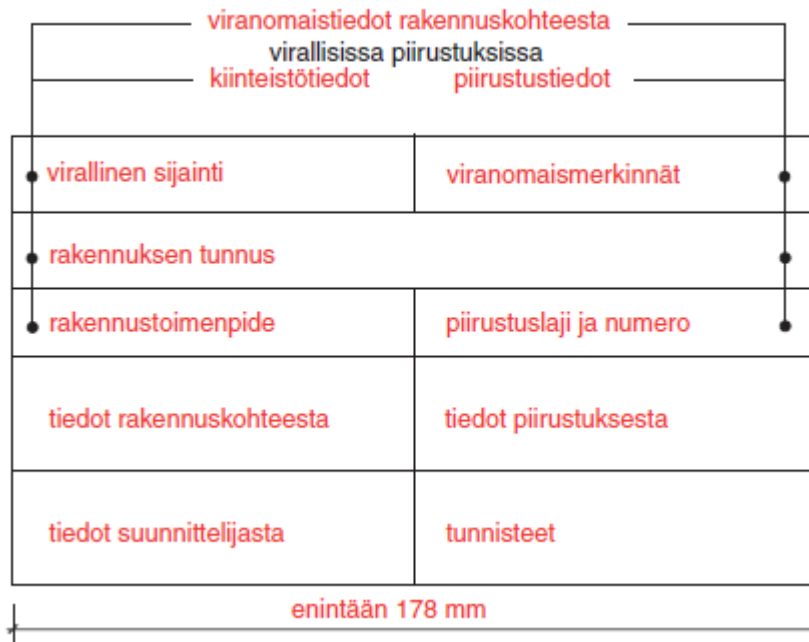 viranomaistiedot rakennuskohteesta
virallisissa piirustuksissa
kiinteistötiedot piirustustiedot
virallinen sijainti viranomaismerkinnät
rakennuksen tunnus
rakennustoimenpide piirustuslaji ja numero
tiedot rakennuskohteesta tiedot piirustuksesta
tiedot suunnittelijasta tunnisteet
enintään 178 mm